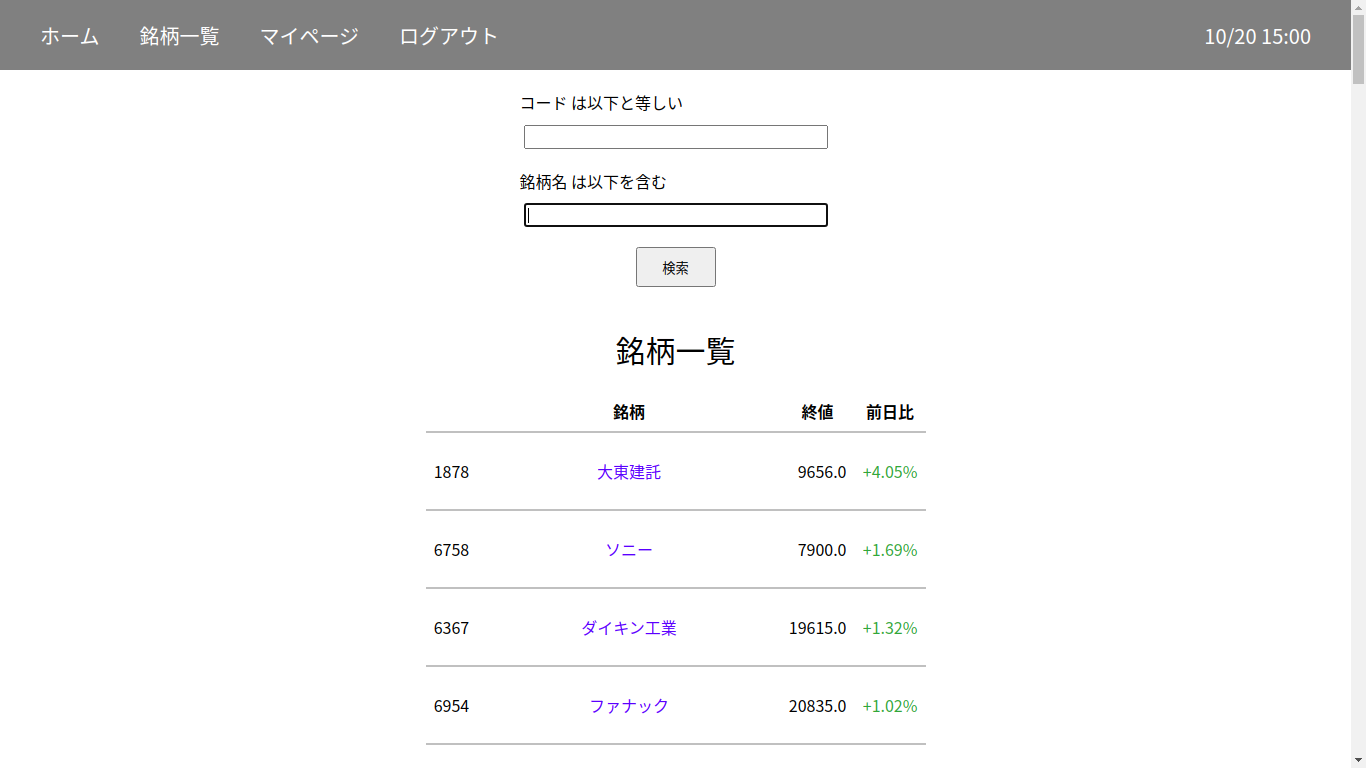 ホーム 銘柄一覧 マイページ ログアウト 10/20 15:00
コード は以下と等しい
銘柄名 は以下を含む
検索
銘柄一覧
銘柄 終値 前日比
1878 大東建託 9656.0 +4.05%
6758 ソニー 7900.0 +1.69%
6367 ダイキン工業 19615.0 +1.32%
6954 ファナック 20835.0 +1.02%